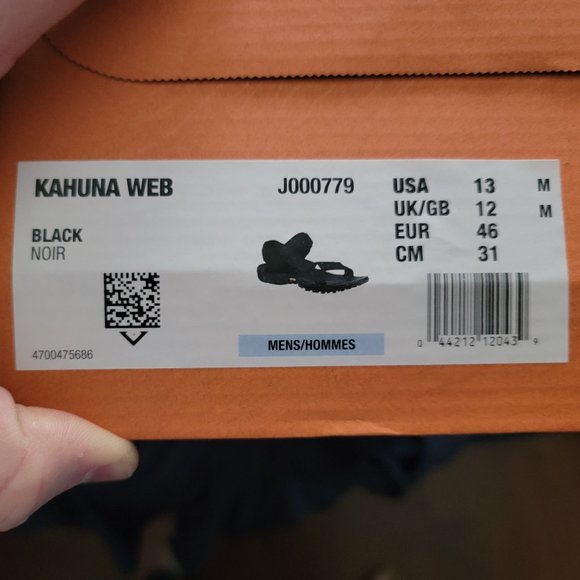 KAHUNA WEB
J000779
USA 13 M
UK/GB 12 M
EUR 46
CM 31
BLACK
NOIR
MENS/HOMMES
4700475686
0 44212 12043 9